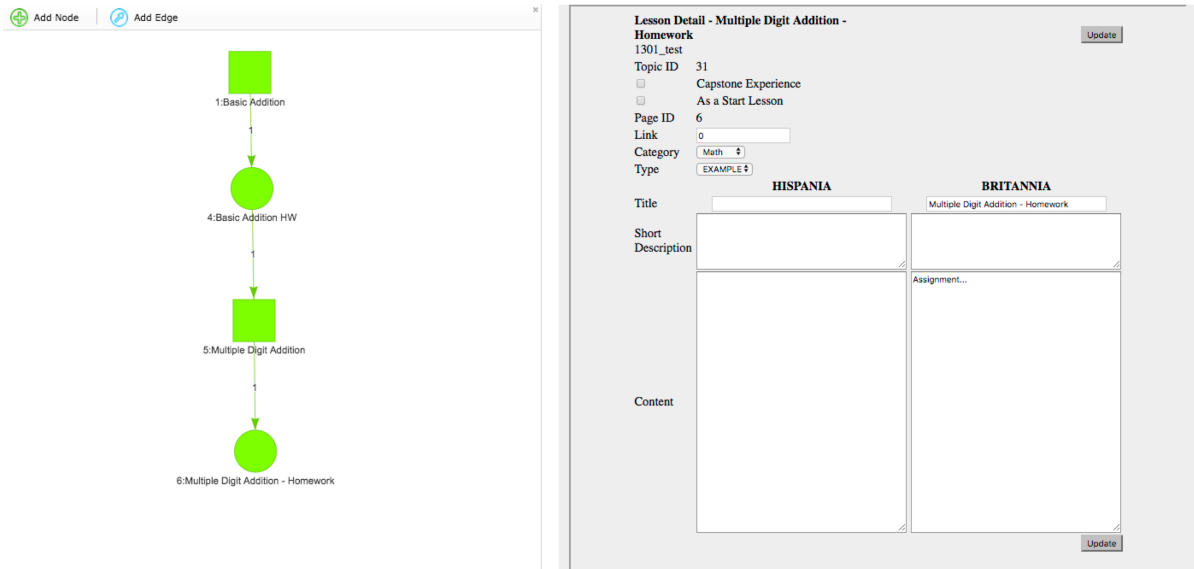 Add Node
Add Edge
×
1:Basic Addition
1
4:Basic Addition HW
1
5:Multiple Digit Addition
1
6:Multiple Digit Addition - Homework
Lesson Detail - Multiple Digit Addition -
Homework
Update
1301_test
Topic ID 31
Capstone Experience
As a Start Lesson
Page ID 6
Link 0
Category Math
Type EXAMPLE
HISPANIA BRITANNIA
Title Multiple Digit Addition - Homework
Short
Description
Assignment...
Content
Update